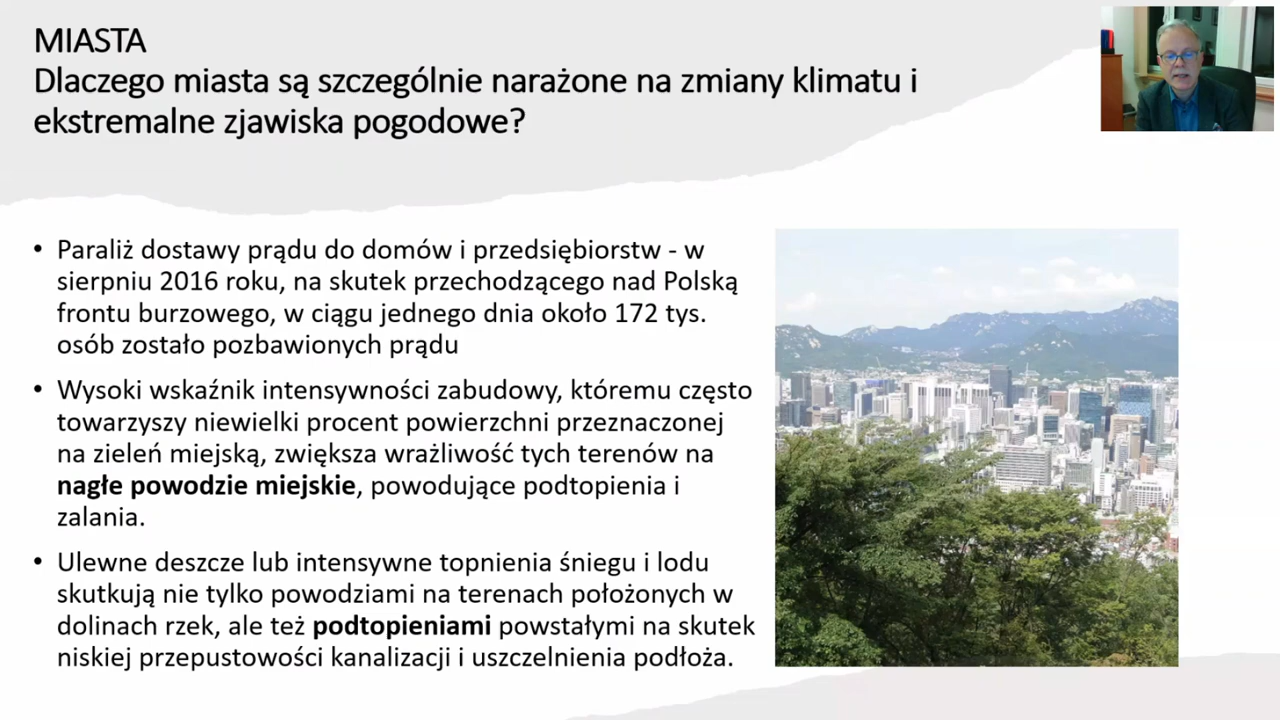 MIASTA
Dlaczego miasta są szczególnie narażone na zmiany klimatu i
ekstremalne zjawiska pogodowe?
• Paraliż dostawy prądu do domów i przedsiębiorstw - w
sierpniu 2016 roku, na skutek przechodzącego nad Polską
frontu burzowego, w ciągu jednego dnia około 172 tys.
osób zostało pozbawionych prądu
• Wysoki wskaźnik intensywności zabudowy, któremu często
towarzyszy niewielki procent powierzchni przeznaczonej
na zieleń miejską, zwiększa wrażliwość tych terenów na
nagłe powodzie miejskie, powodujące podtopienia i
zalania.
• Ulewne deszcze lub intensywne topnienia śniegu i lodu
skutkują nie tylko powodziami na terenach położonych w
dolinach rzek, ale też podtopieniami powstałymi na skutek
niskiej przepustowości kanalizacji i uszczelnienia podłoża.